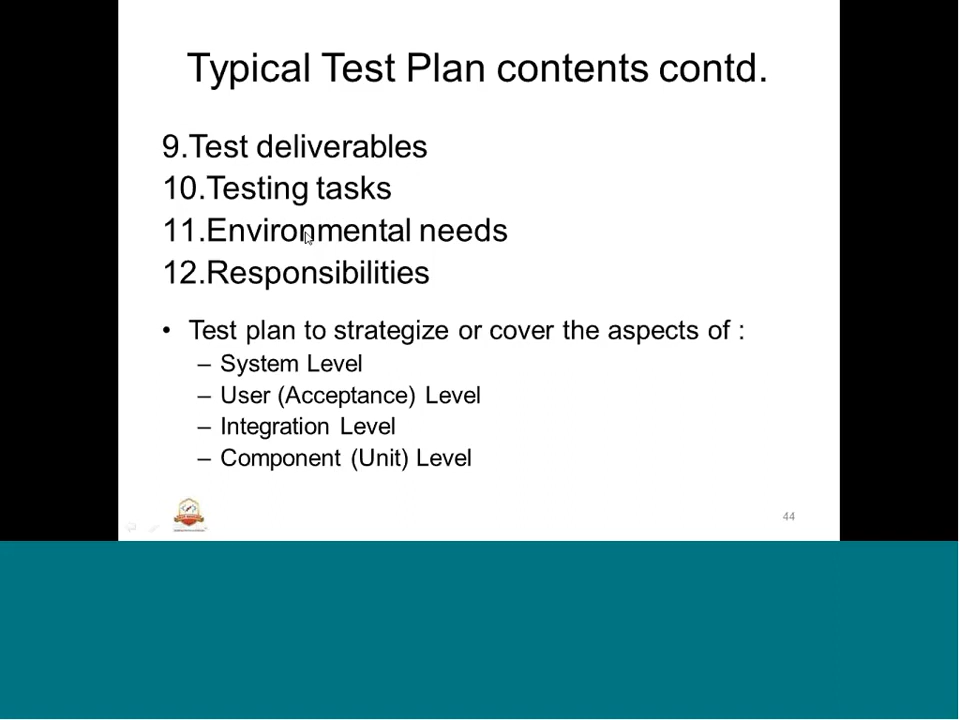 Typical Test Plan contents contd.
9.Test deliverables
10.Testing tasks
11.Environmental needs
12.Responsibilities
• Test plan to strategize or cover the aspects of :
– System Level
– User (Acceptance) Level
– Integration Level
– Component (Unit) Level
44